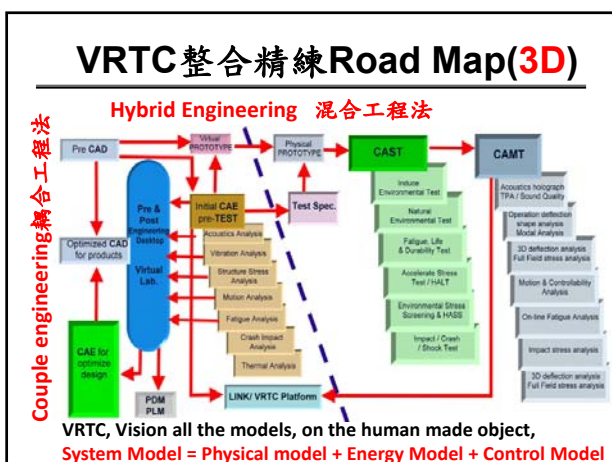 VRTC整合精練Road Map(3D)
Hybrid Engineering 混合工程法
Couple engineering耦合工程法
Pre CAD
Virtual
PROTOTYPE
Physical
PROTOTYPE
CAST
CAMT
Pre & Post
Engineering
Desktop
Virtual
Lab.
Initial CAE
pre-TEST
Test Spec.
Optimized CAD
for products
Acoustics Analysis
Vibration Analysis
Structure Stress
Analysis
Motion Analysis
Fatigue Analysis
Crash Impact
Analysis
Thermal Analysis
Induce
Environmental Test
Natural
Environmental Test
Fatigue, Life
& Durability Test
Accelerate Stress
Test / HALT
Environmental Stress
Screening & HASS
Impact / Crash
/ Shock Test
Acoustics holograph
TPA / Sound Quality
Operation deflection
shape analysis
Modal Analysis
3D deflection analysis
Full Field stress analysis
Motion & Controllability
Analysis
On-line Fatigue Analysis
Impact stress analysis
3D deflection analysis
Full Field stress analysis
CAE for
optimize
design
PDM
PLM
LINK/ VRTC Platform
VRTC, Vision all the models, on the human made object,
System Model = Physical model + Energy Model + Control Model